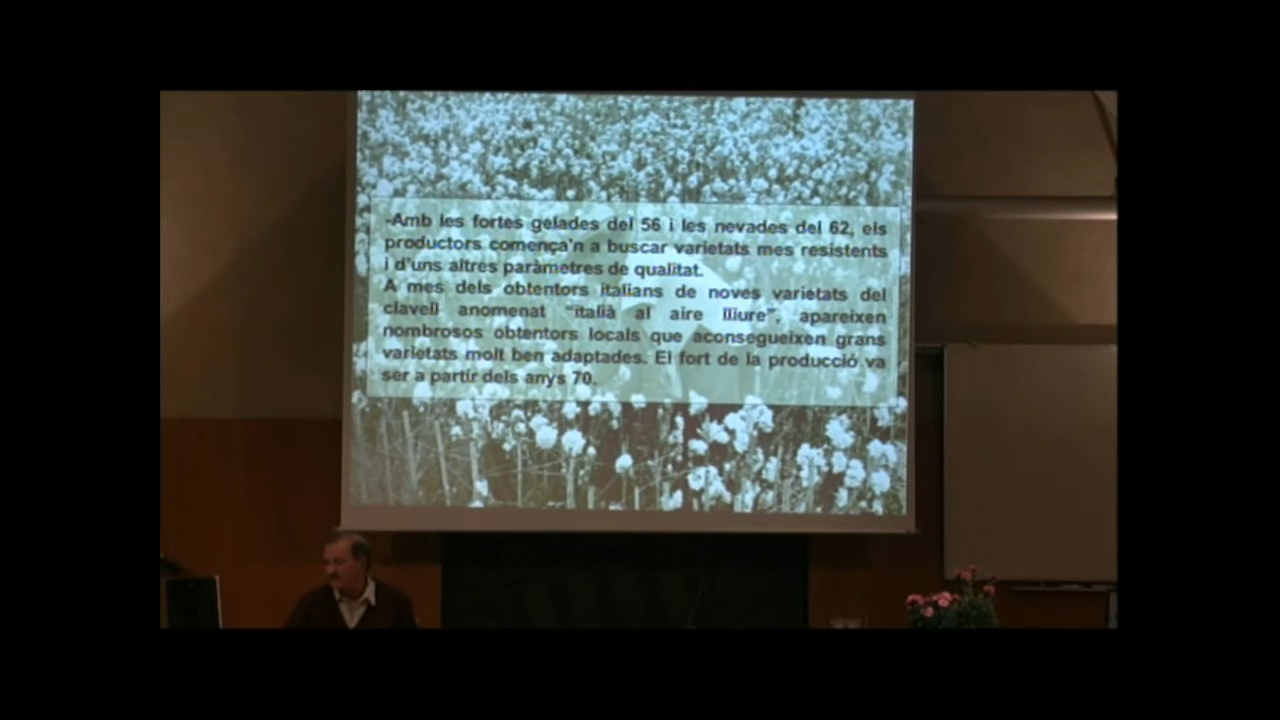 -Amb les fortes gelades del 56 i les nevades del 62, els
productors comença'n a buscar varietats mes resistents
i d'uns altres paràmetres de qualitat.
A mes dels obtentors italians de noves varietats del
clavell anomenat "italià al aire lliure", apareixen
nombrosos obtentors locals que aconsegueixen grans
varietats molt ben adaptades. El fort de la producció va
ser a partir dels anys 70.